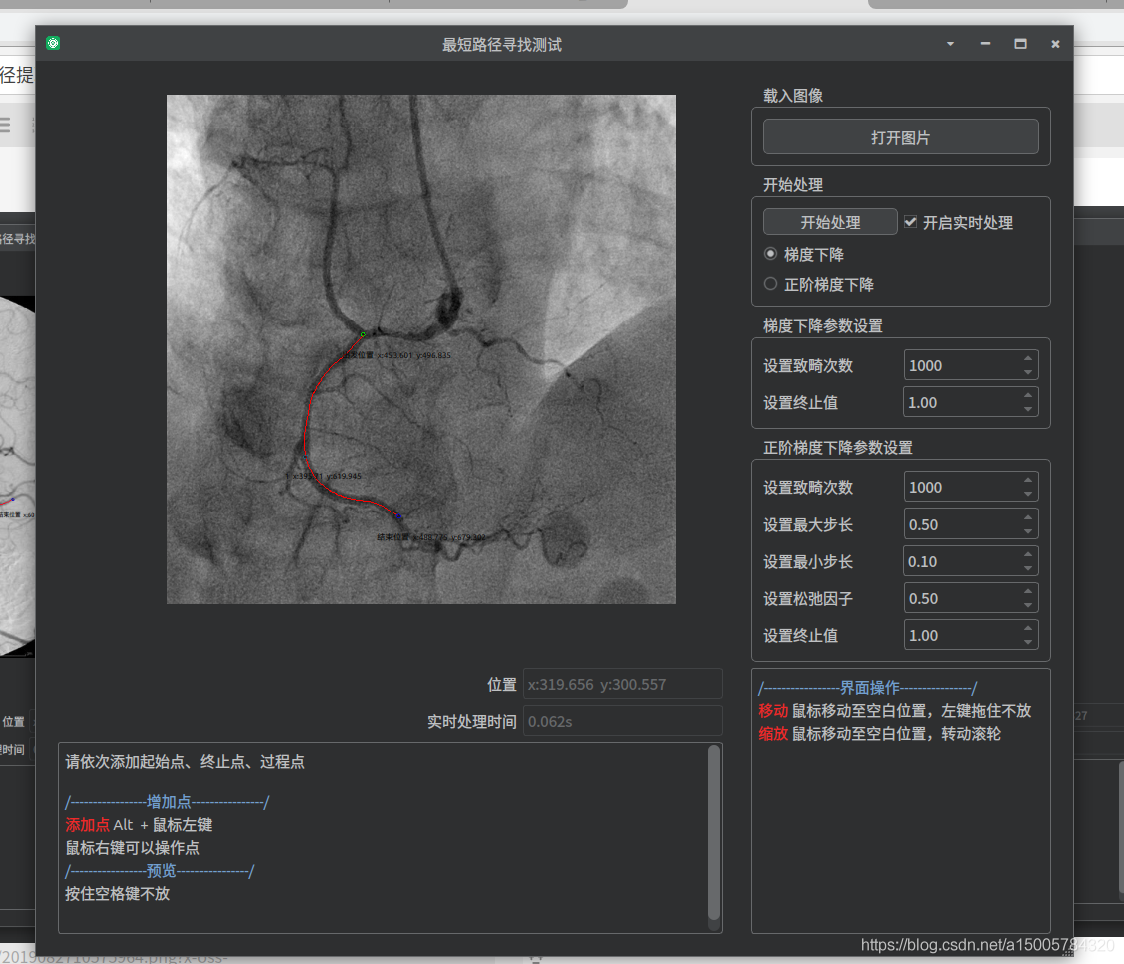 最短路径寻找测试
径提
载入图像
打开图片
开始处理
开始处理 开启实时处理
梯度下降
正阶梯度下降
梯度下降参数设置
设置致畸次数 1000
设置终止值 1.00
正阶梯度下降参数设置
设置致畸次数 1000
设置最大步长 0.50
设置最小步长 0.10
设置松弛因子 0.50
设置终止值 1.00
路径寻找
x:453.601 y:496.835
y:619.945
结束位置
结束位置
位置 x:319.656 y:300.557
实时处理时间 0.062s
位置
时间
27
请依次添加起始点、终止点、过程点
/----------------增加点---------------/
添加点 Alt + 鼠标左键
鼠标右键可以操作点
/----------------预览---------------/
按住空格键不放
/----------------界面操作---------------/
移动 鼠标移动至空白位置，左键拖住不放
缩放 鼠标移动至空白位置，转动滚轮
https://blog.csdn.net/a15005784320